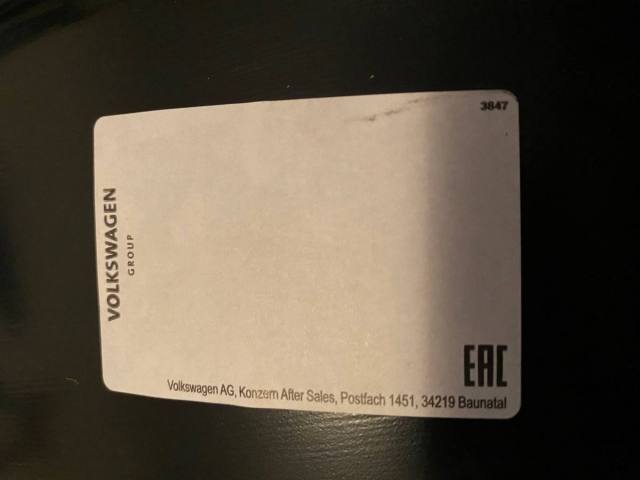 3847
VOLKSWAGEN
GROUP
EAC
Volkswagen AG, Konzern After Sales, Postfach 1451, 34219 Baunatal